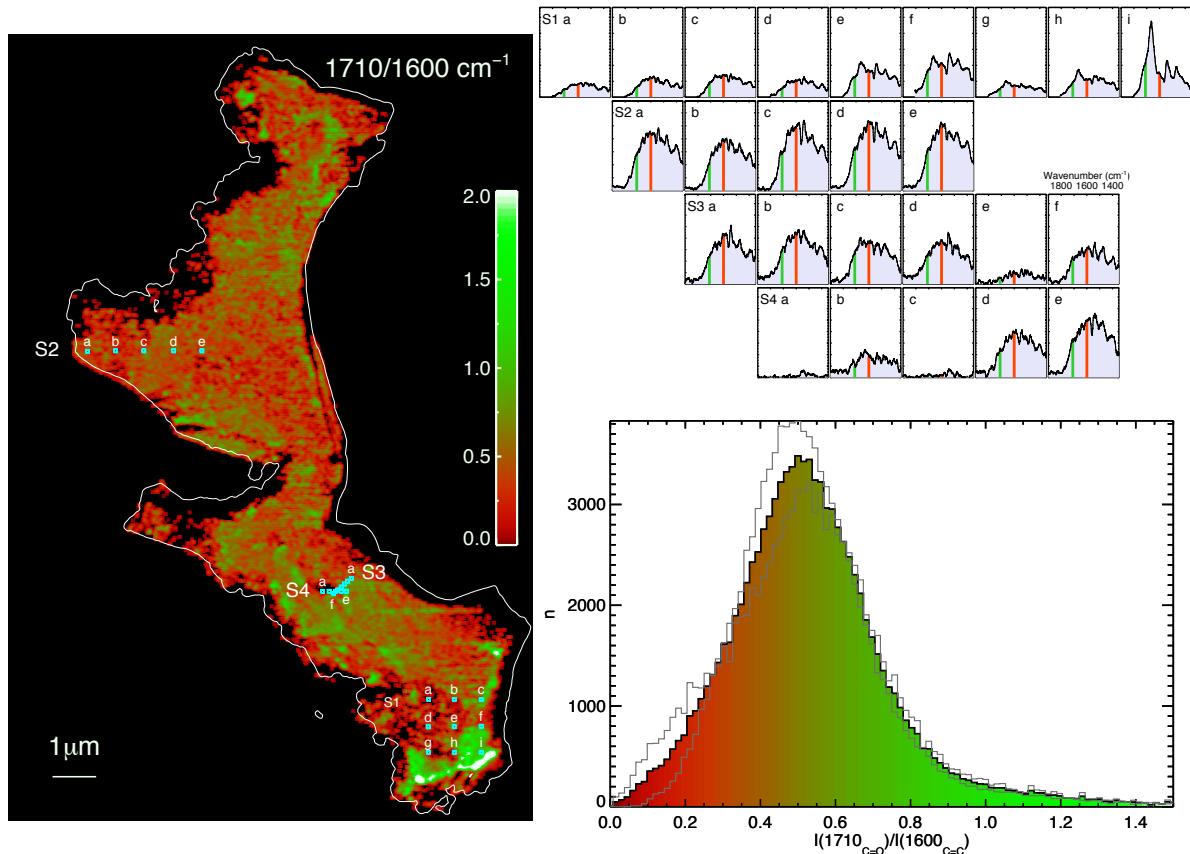 1710/1600 cm⁻¹
2.0
1.5
1.0
0.5
0.0
S2
a b c d e
S4
a
a
S3
f e
S1
a b c
d e f
g h i
1μm
S1 a b c d e f g h i
S2 a b c d e
Wavenumber (cm⁻¹)
1800 1600 1400
S3 a b c d e f
S4 a b c d e
3000
2000
1000
0
n
0.0 0.2 0.4 0.6 0.8 1.0 1.2 1.4
I(1710C=O)/I(1600C=C)